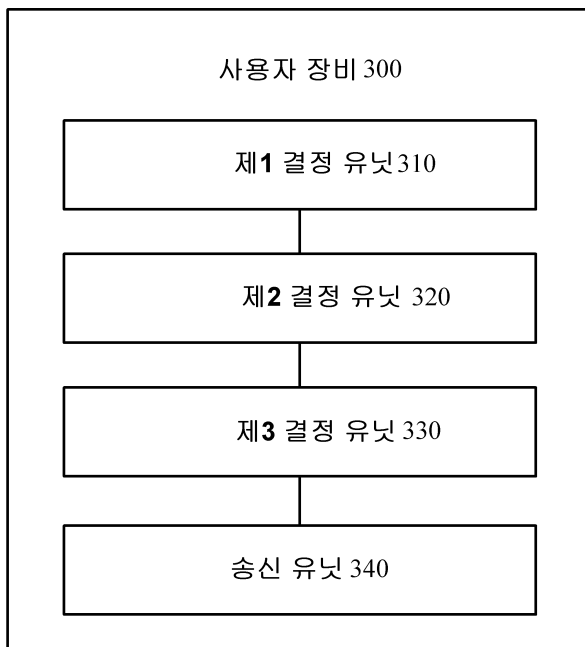 사용자 장비 300
제1 결정 유닛310
제2 결정 유닛 320
제3 결정 유닛 330
송신 유닛 340